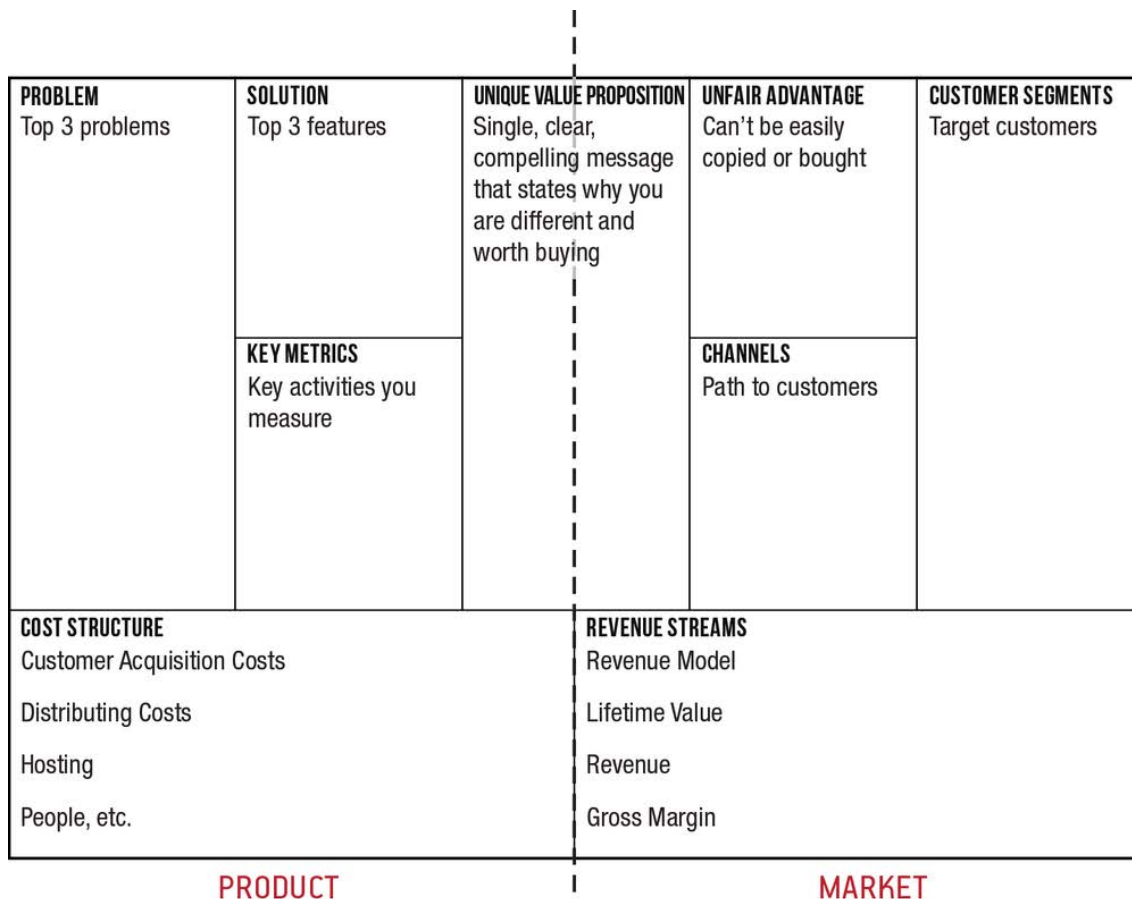 PROBLEM
Top 3 problems
SOLUTION
Top 3 features
KEY METRICS
Key activities you
measure
UNIQUE VALUE PROPOSITION
Single, clear,
compelling message
that states why you
are different and
worth buying
UNFAIR ADVANTAGE
Can’t be easily
copied or bought
CHANNELS
Path to customers
CUSTOMER SEGMENTS
Target customers
COST STRUCTURE
Customer Acquisition Costs
Distributing Costs
Hosting
People, etc.
REVENUE STREAMS
Revenue Model
Lifetime Value
Revenue
Gross Margin
PRODUCT
MARKET